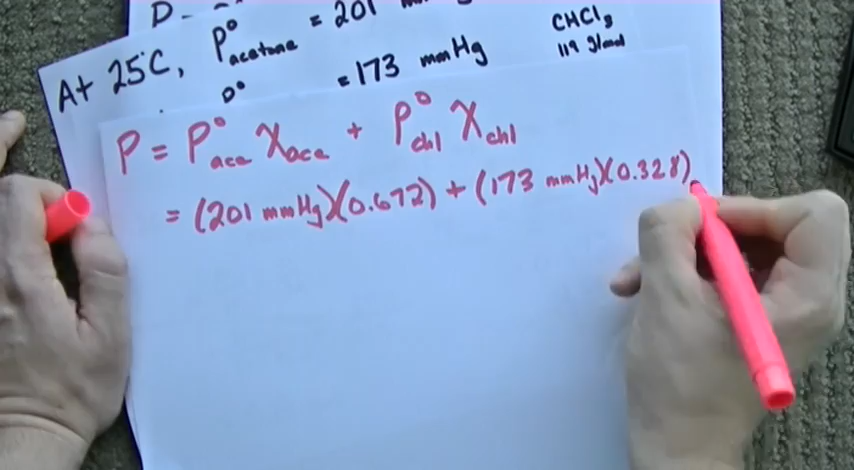 = 201
CHCl₃
119 g/mol
At 25°C, P°acetone
P° = 173 mmHg
P = P°ace Xace + P°chl Xchl
= (201 mmHg)(0.672) + (173 mmHg)(0.328)